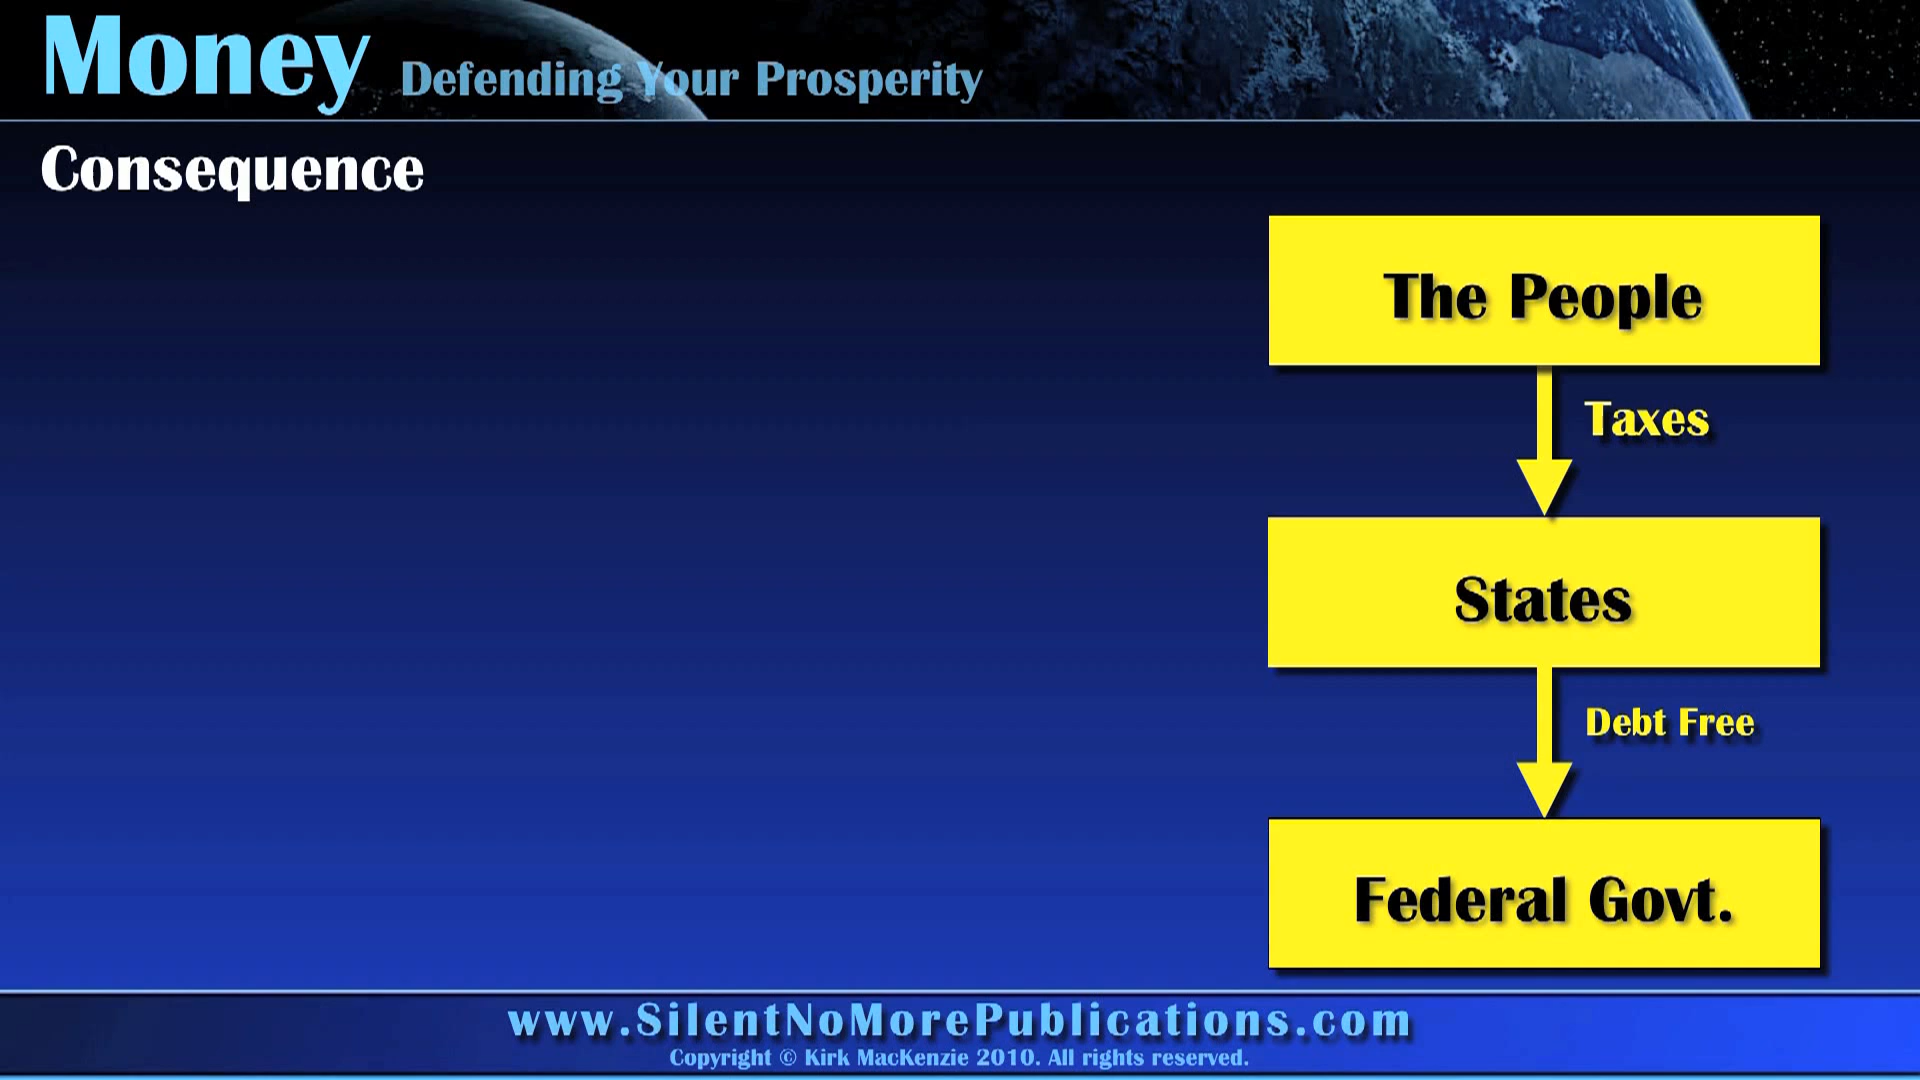 Money Defending Your Prosperity
Consequence
The People
Taxes
States
Debt Free
Federal Govt.
www.SilentNoMorePublications.com
Copyright © Kirk MacKenzie 2010. All rights reserved.